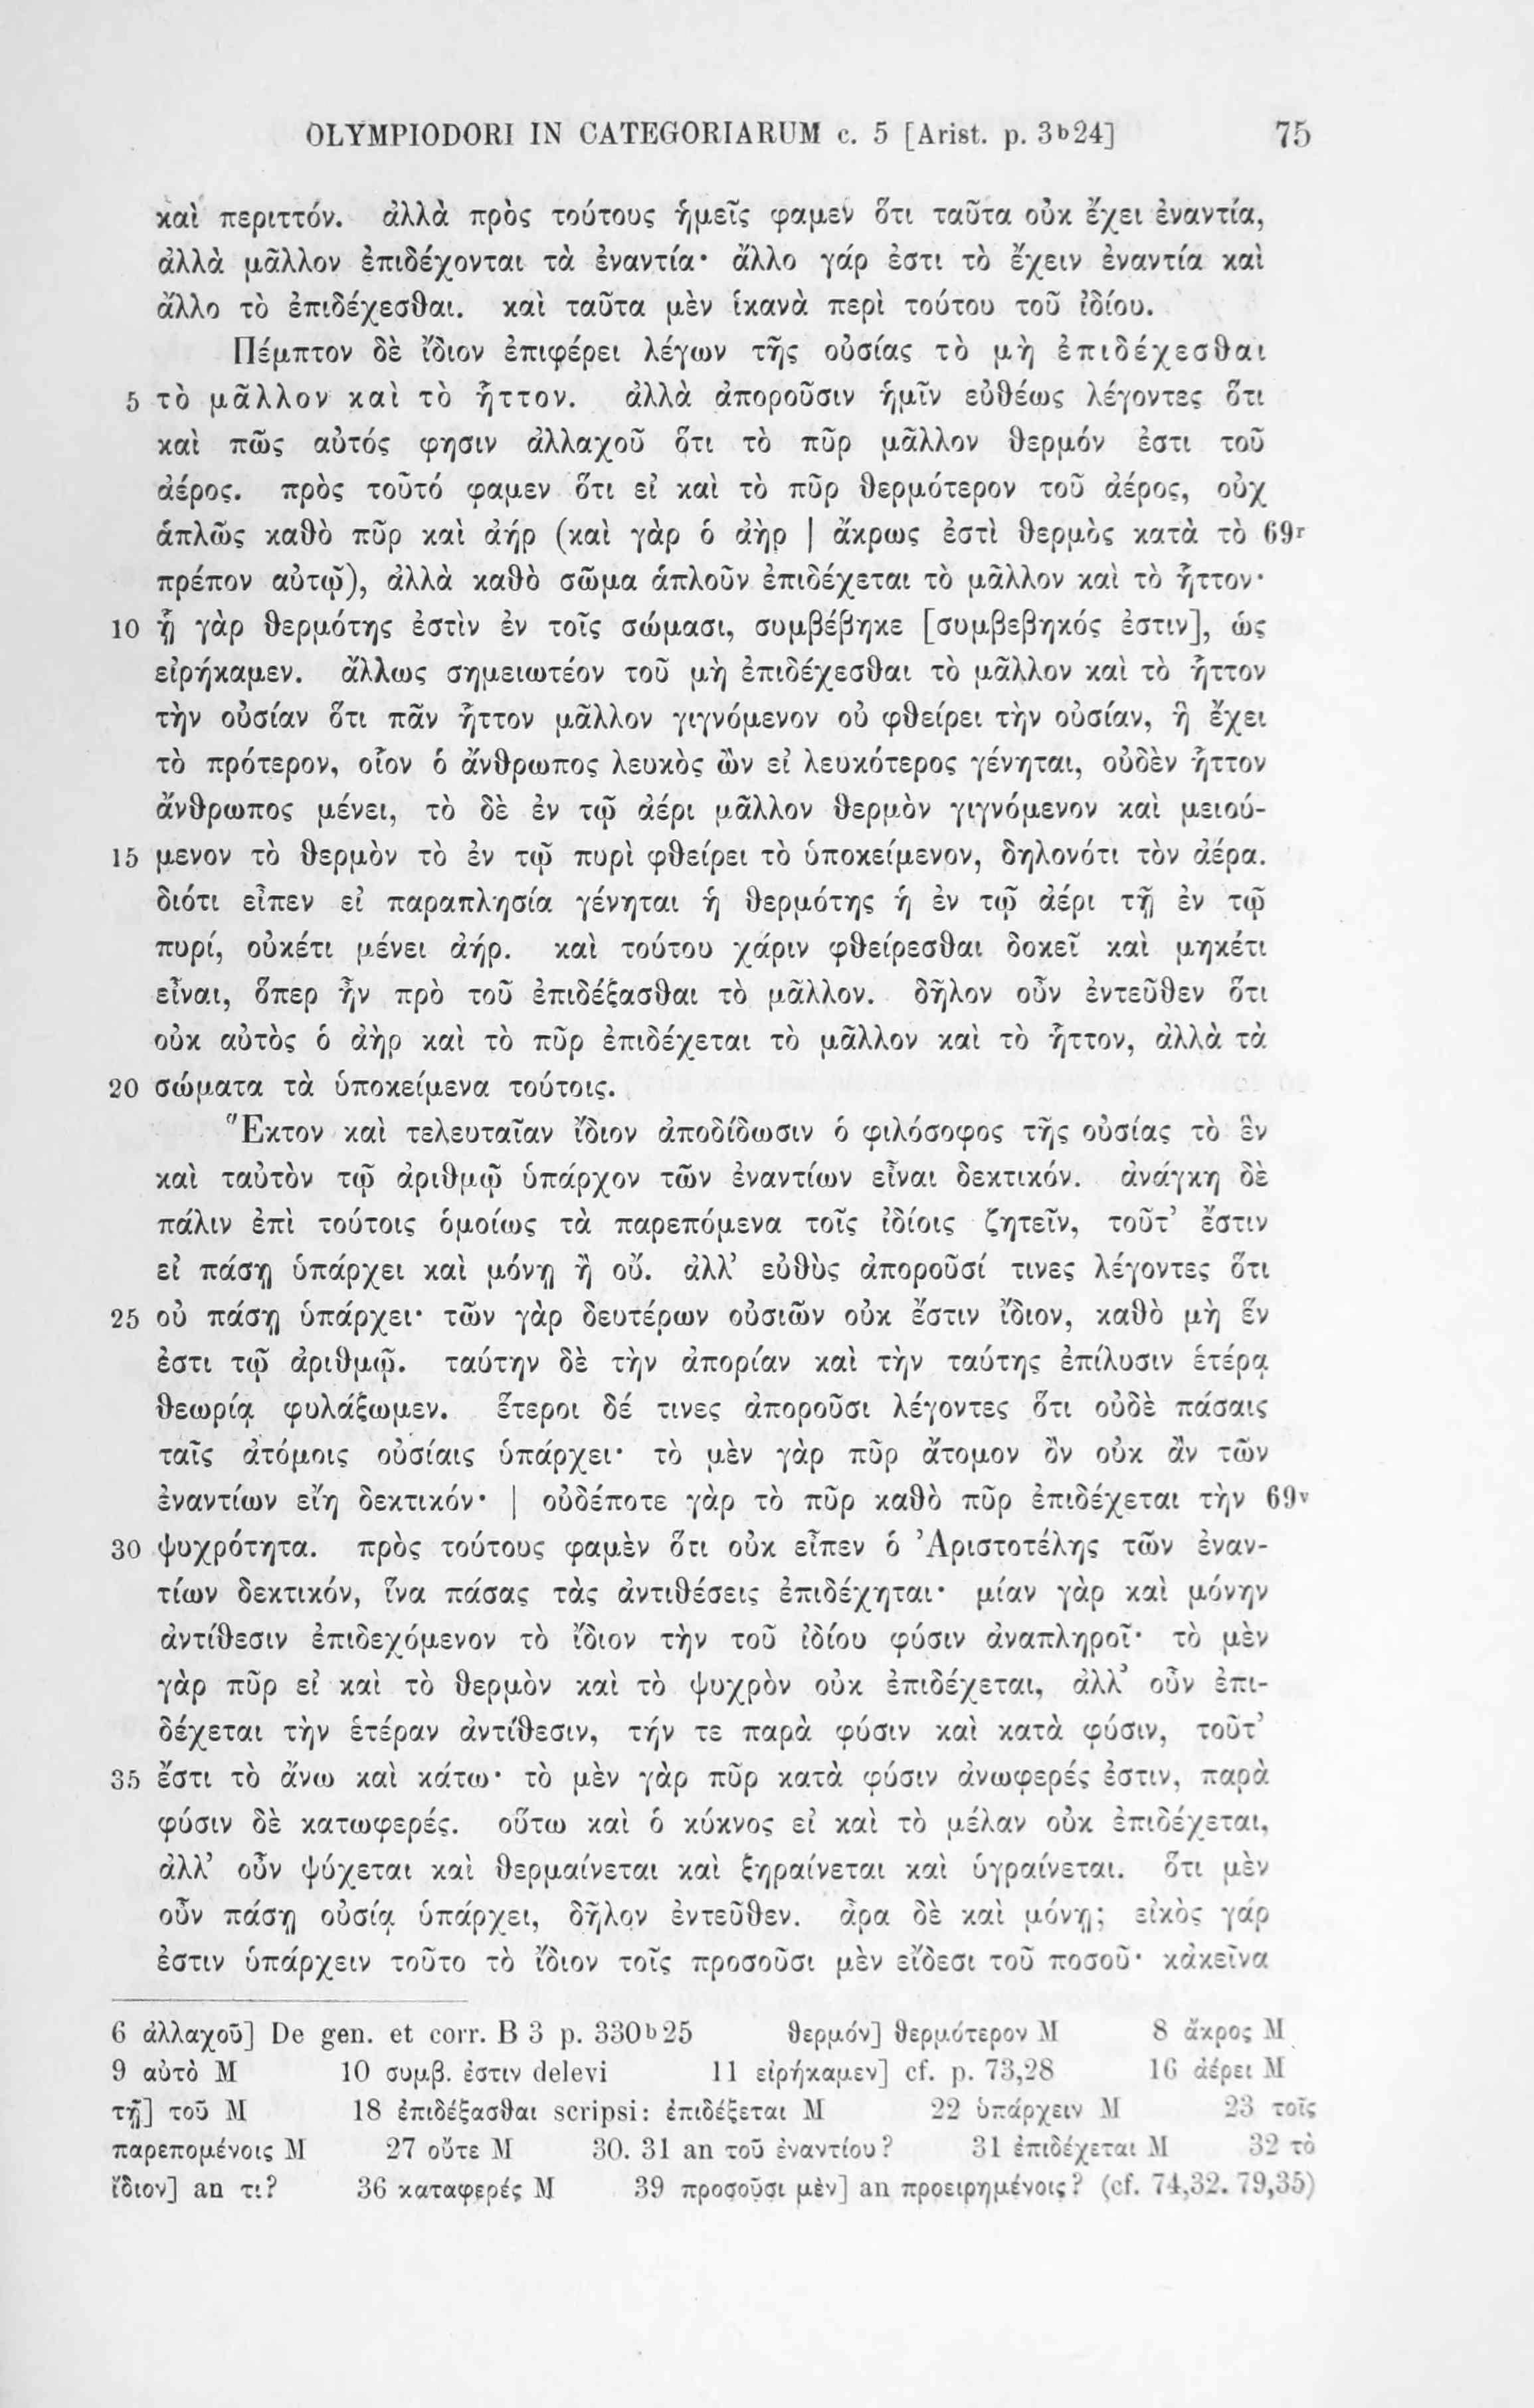 OLYMPIODORI IN CATEGORIARUM c. 5 [Arist. p. 3b24] 75
καὶ περιττόν. ἀλλὰ πρὸς τούτους ἡμεῖς φαμεν ὅτι ταῦτα οὐκ ἔχει ἐναντία,
ἀλλὰ μᾶλλον ἐπιδέχονται τὰ ἐναντία· ἄλλο γάρ ἐστι τὸ ἔχειν ἐναντία καὶ
ἄλλο τὸ ἐπιδέχεσθαι. καὶ ταῦτα μὲν ἱκανὰ περὶ τούτου τοῦ ἰδίου.
Πέμπτον δὲ ἴδιον ἐπιφέρει λέγων τῆς οὐσίας τὸ μὴ ἐπιδέχεσθαι
5 τὸ μᾶλλον καὶ τὸ ἧττον. ἀλλὰ ἀποροῦσιν ἡμῖν εὐθέως λέγοντες ὅτι
καὶ πῶς αὐτός φησιν ἀλλαχοῦ ὅτι τὸ πῦρ μᾶλλον θερμόν ἐστι τοῦ
ἀέρος. πρὸς τοῦτό φαμεν ὅτι εἰ καὶ τὸ πῦρ θερμότερον τοῦ ἀέρος, οὐχ
ἁπλῶς καθὸ πῦρ καὶ ἀήρ (καὶ γὰρ ὁ ἀὴρ | ἄκρως ἐστὶ θερμὸς κατὰ τὸ 69r
πρέπον αὐτῷ), ἀλλὰ καθὸ σῶμα ἁπλοῦν ἐπιδέχεται τὸ μᾶλλον καὶ τὸ ἧττον·
10 ᾗ γὰρ θερμότης ἐστὶν ἐν τοῖς σώμασι, συμβέβηκε [συμβεβηκός ἐστιν], ὡς
εἰρήκαμεν. ἄλλως σημειωτέον τοῦ μὴ ἐπιδέχεσθαι τὸ μᾶλλον καὶ τὸ ἧττον
τὴν οὐσίαν ὅτι πᾶν ἧττον μᾶλλον γιγνόμενον οὐ φθείρει τὴν οὐσίαν, ἣ ἔχει
τὸ πρότερον, οἷον ὁ ἄνθρωπος λευκὸς ὢν εἰ λευκότερος γένηται, οὐδὲν ἧττον
ἄνθρωπος μένει, τὸ δὲ ἐν τῷ ἀέρι μᾶλλον θερμὸν γιγνόμενον καὶ μειού-
15 μενον τὸ θερμὸν τὸ ἐν τῷ πυρὶ φθείρει τὸ ὑποκείμενον, δηλονότι τὸν ἀέρα.
διότι εἶπεν εἰ παραπλησία γένηται ἡ θερμότης ἡ ἐν τῷ ἀέρι τῇ ἐν τῷ
πυρί, οὐκέτι μένει ἀήρ. καὶ τούτου χάριν φθείρεσθαι δοκεῖ καὶ μηκέτι
εἶναι, ὅπερ ἦν πρὸ τοῦ ἐπιδέξασθαι τὸ μᾶλλον. δῆλον οὖν ἐντεῦθεν ὅτι
οὐκ αὐτὸς ὁ ἀὴρ καὶ τὸ πῦρ ἐπιδέχεται τὸ μᾶλλον καὶ τὸ ἧττον, ἀλλὰ τὰ
20 σώματα τὰ ὑποκείμενα τούτοις.
Ἕκτον καὶ τελευταῖαν ἴδιον ἀποδίδωσιν ὁ φιλόσοφος τῆς οὐσίας τὸ ἓν
καὶ ταὐτὸν τῷ ἀριθμῷ ὑπάρχον τῶν ἐναντίων εἶναι δεκτικόν. ἀνάγκη δὲ
πάλιν ἐπὶ τούτοις ὁμοίως τὰ παρεπόμενα τοῖς ἰδίοις ζητεῖν, τοῦτ’ ἔστιν
εἰ πάσῃ ὑπάρχει καὶ μόνῃ ἢ οὔ. ἀλλ’ εὐθὺς ἀποροῦσί τινες λέγοντες ὅτι
25 οὐ πάσῃ ὑπάρχει· τῶν γὰρ δευτέρων οὐσιῶν οὐκ ἔστιν ἴδιον, καθὸ μὴ ἕν
ἐστι τῷ ἀριθμῷ. ταύτην δὲ τὴν ἀπορίαν καὶ τὴν ταύτης ἐπίλυσιν ἑτέρᾳ
θεωρίᾳ φυλάξωμεν. ἕτεροι δέ τινες ἀποροῦσι λέγοντες ὅτι οὐδὲ πάσαις
ταῖς ἀτόμοις οὐσίαις ὑπάρχει· τὸ μὲν γὰρ πῦρ ἄτομον ὂν οὐκ ἂν τῶν
ἐναντίων εἴη δεκτικόν· | οὐδέποτε γὰρ τὸ πῦρ καθὸ πῦρ ἐπιδέχεται τὴν 69v
30 ψυχρότητα. πρὸς τούτους φαμὲν ὅτι οὐκ εἶπεν ὁ Ἀριστοτέλης τῶν ἐναν-
τίων δεκτικόν, ἵνα πάσας τὰς ἀντιθέσεις ἐπιδέχηται· μίαν γὰρ καὶ μόνην
ἀντίθεσιν ἐπιδεχόμενον τὸ ἴδιον τὴν τοῦ ἰδίου φύσιν ἀναπληροῖ· τὸ μὲν
γὰρ πῦρ εἰ καὶ τὸ θερμὸν καὶ τὸ ψυχρὸν οὐκ ἐπιδέχεται, ἀλλ’ οὖν ἐπι-
δέχεται τὴν ἑτέραν ἀντίθεσιν, τήν τε παρὰ φύσιν καὶ κατὰ φύσιν, τοῦτ’
35 ἔστι τὸ ἄνω καὶ κάτω· τὸ μὲν γὰρ πῦρ κατὰ φύσιν ἀνωφερές ἐστιν, παρὰ
φύσιν δὲ κατωφερές. οὕτω καὶ ὁ κύκνος εἰ καὶ τὸ μέλαν οὐκ ἐπιδέχεται,
ἀλλ’ οὖν ψύχεται καὶ θερμαίνεται καὶ ξηραίνεται καὶ ὑγραίνεται. ὅτι μὲν
οὖν πάσῃ οὐσίᾳ ὑπάρχει, δῆλον ἐντεῦθεν. ἆρα δὲ καὶ μόνῃ; εἰκὸς γάρ
ἐστιν ὑπάρχειν τοῦτο τὸ ἴδιον τοῖς προσοῦσι μὲν εἴδεσι τοῦ ποσοῦ· κἀκεῖνα
6 ἀλλαχοῦ] De gen. et corr. B 3 p. 330b25 θερμόν] θερμότερον M 8 ἄκρος M
9 αὐτὸ M 10 συμβ. ἐστιν delevi 11 εἰρήκαμεν] cf. p. 73,28 16 ἀέρει M
τῇ] τοῦ M 18 ἐπιδέξασθαι scripsi: ἐπιδέξεται M 22 ὑπάρχειν M 23 τοῖς
παρεπομένοις M 27 οὔτε M 30. 31 an τοῦ ἐναντίου? 31 ἐπιδέχεται M 32 τὸ
ἴδιον] an τι? 36 καταφερές M 39 προσοῦσι μὲν] an προειρημένοις? (cf. 74,32. 79,35)